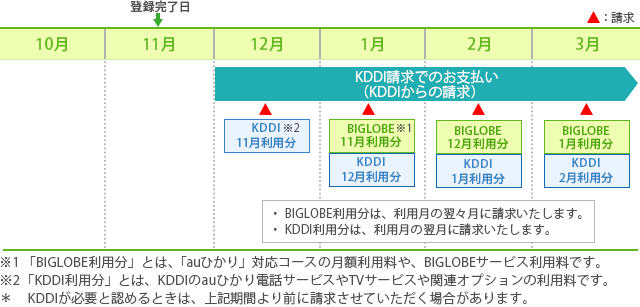 登録完了日
▲：請求
10月 11月 12月 1月 2月 3月
KDDI請求でのお支払い
（KDDIからの請求）
KDDI ※2
11月利用分
BIGLOBE※1
11月利用分
KDDI
12月利用分
BIGLOBE
12月利用分
KDDI
1月利用分
BIGLOBE
1月利用分
KDDI
2月利用分
・ BIGLOBE利用分は、利用月の翌々月に請求いたします。
・ KDDI利用分は、利用月の翌月に請求いたします。
※1 「BIGLOBE利用分」とは、「auひかり」対応コースの月額利用料や、BIGLOBEサービス利用料です。
※2 「KDDI利用分」とは、KDDIのauひかり電話サービスやTVサービスや関連オプションの利用料です。
＊ KDDIが必要と認めるときは、上記期間より前に請求させていただく場合があります。